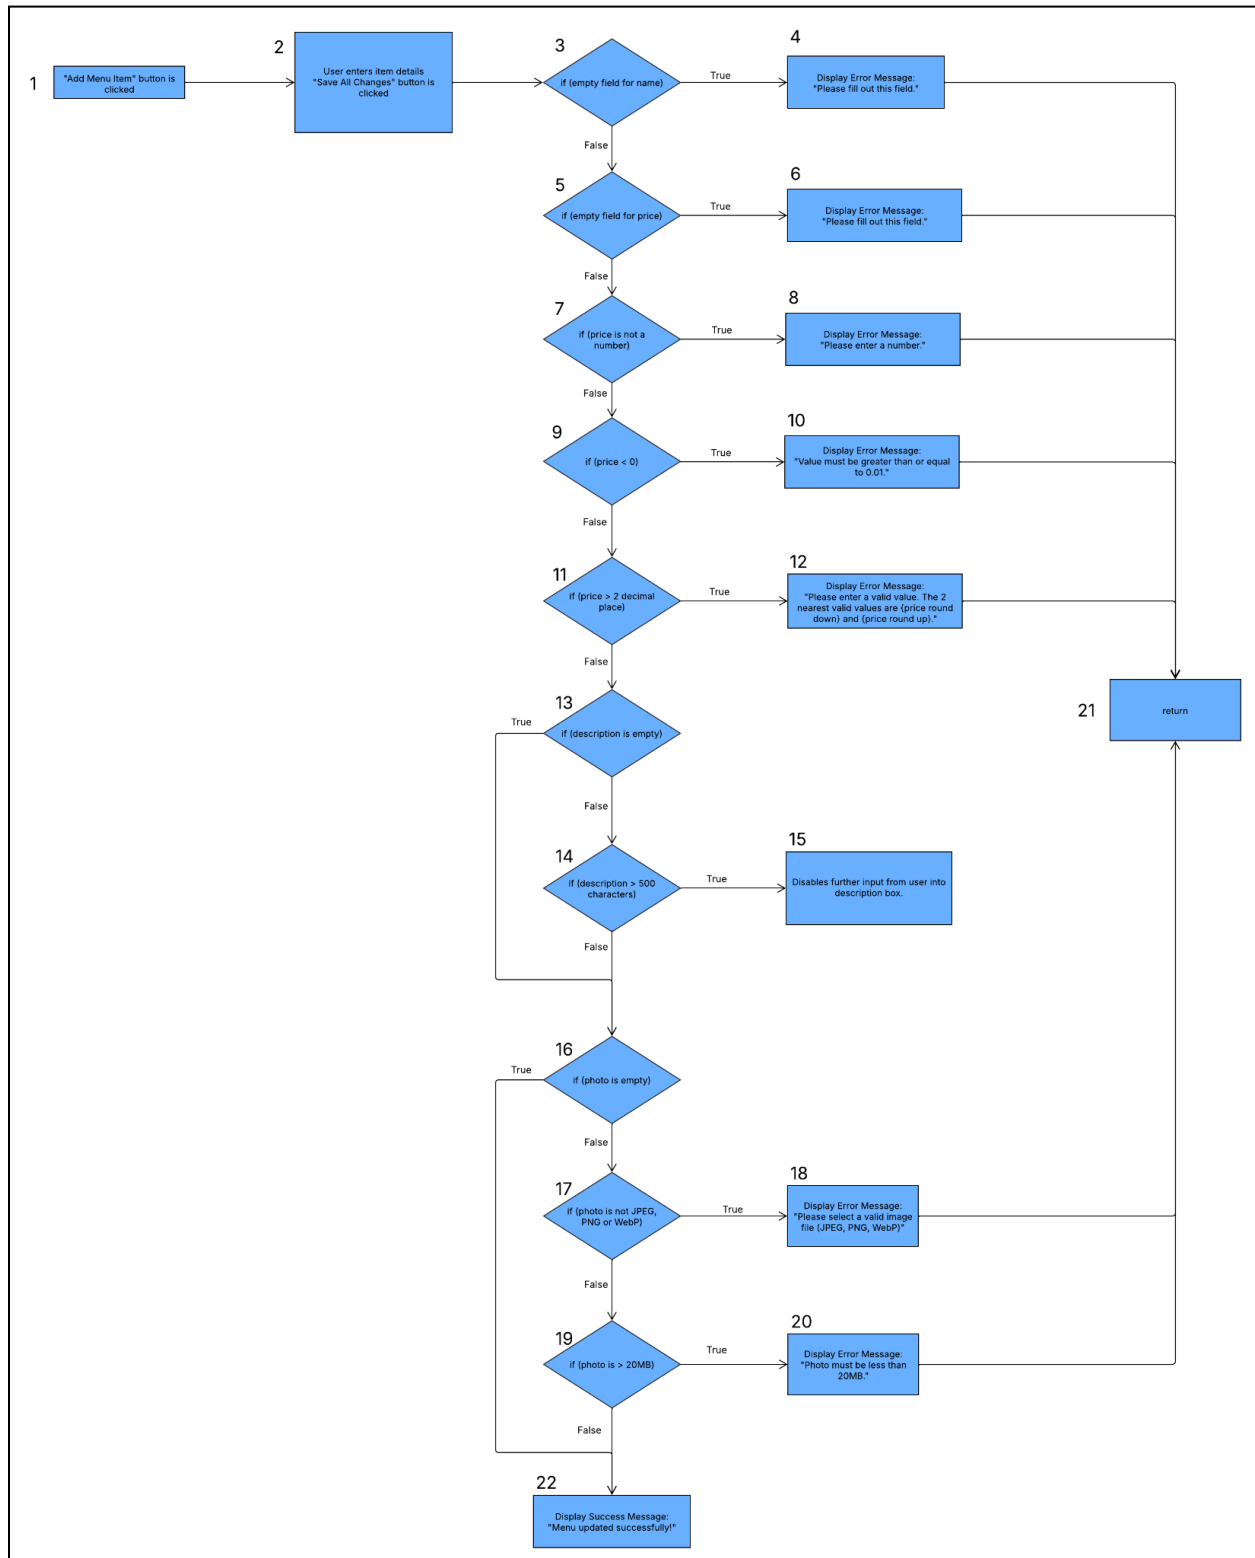 1
"Add Menu Item" button is
clicked
2
User enters item details
"Save All Changes" button is
clicked
3
if (empty field for name)
True
4
Display Error Message:
"Please fill out this field."
False
5
if (empty field for price)
True
6
Display Error Message:
"Please fill out this field."
False
7
if (price is not a
number)
True
8
Display Error Message:
"Please enter a number."
False
9
if (price < 0)
True
10
Display Error Message:
"Value must be greater than or equal
to 0.01."
False
11
if (price > 2 decimal
place)
True
12
Display Error Message:
"Please enter a valid value. The 2
nearest valid values are {price round
down} and {price round up}."
False
13
True
if (description is empty)
21
return
False
14
if (description > 500
characters)
True
15
Disables further input from user into
description box.
False
16
True
if (photo is empty)
False
17
if (photo is not JPEG,
PNG or WebP)
True
18
Display Error Message:
"Please select a valid image
file (JPEG, PNG, WebP)"
False
19
if (photo is > 20MB)
True
20
Display Error Message:
"Photo must be less than
20MB."
False
22
Display Success Message:
"Menu updated successfully!"